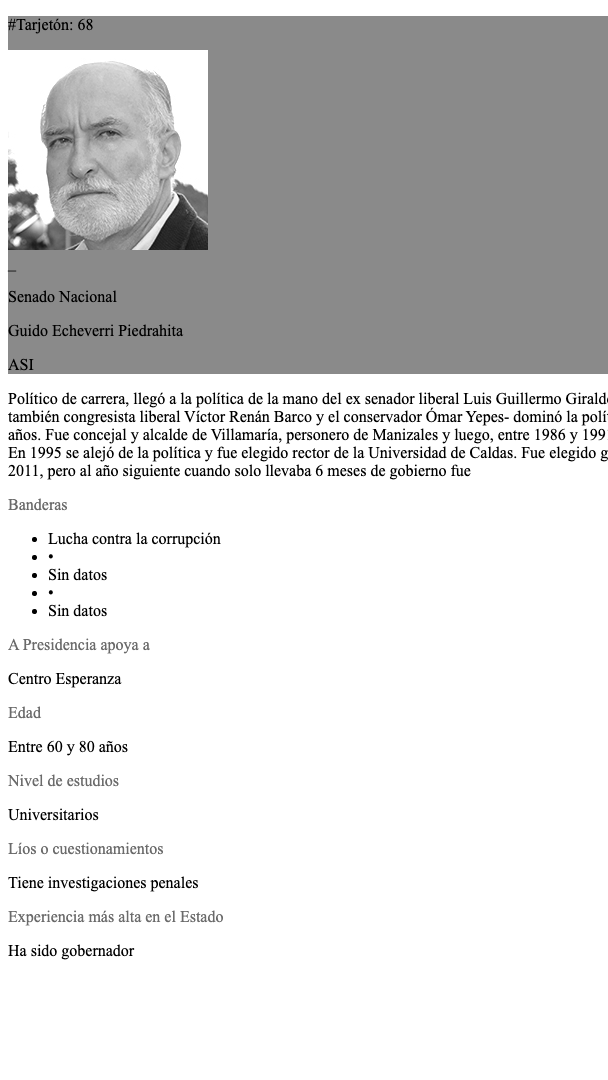 #Tarjetón: 68
_
Senado Nacional
Guido Echeverri Piedrahita
ASI
Político de carrera, llegó a la política de la mano del ex senador liberal Luis Guillermo Girald
también congresista liberal Víctor Renán Barco y el conservador Ómar Yepes- dominó la polí
años. Fue concejal y alcalde de Villamaría, personero de Manizales y luego, entre 1986 y 199
En 1995 se alejó de la política y fue elegido rector de la Universidad de Caldas. Fue elegido g
2011, pero al año siguiente cuando solo llevaba 6 meses de gobierno fue
Banderas
• Lucha contra la corrupción
• •
• Sin datos
• •
• Sin datos
A Presidencia apoya a
Centro Esperanza
Edad
Entre 60 y 80 años
Nivel de estudios
Universitarios
Líos o cuestionamientos
Tiene investigaciones penales
Experiencia más alta en el Estado
Ha sido gobernador